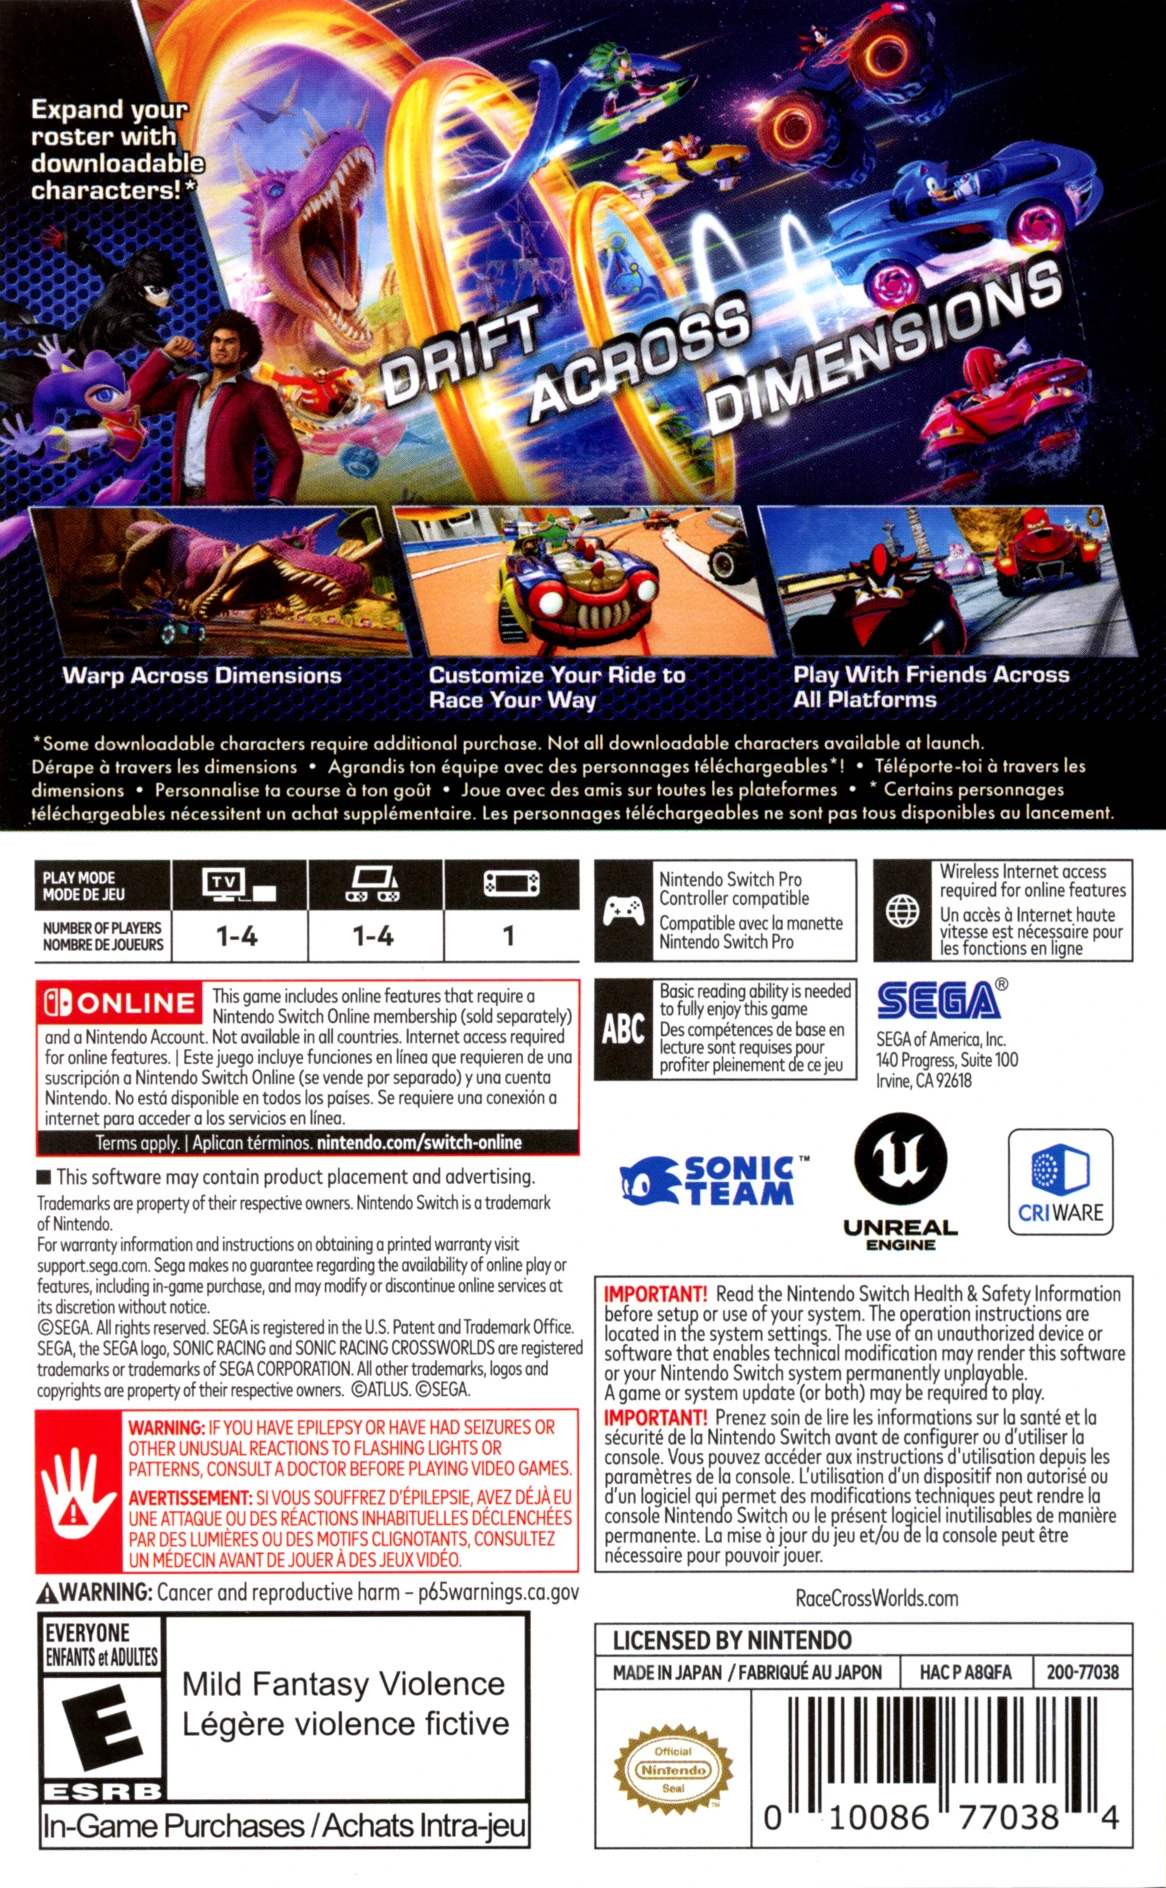 Expand your
roster with
downloadable
characters!*
DRIFT
ACROSS
DIMENSIONS
Warp Across Dimensions
Customize Your Ride to
Race Your Way
Play With Friends Across
All Platforms
*Some downloadable characters require additional purchase. Not all downloadable characters available at launch.
Dérape à travers les dimensions • Agrandis ton équipe avec des personnages téléchargeables*! • Téléporte-toi à travers les
dimensions • Personnalise ta course à ton goût • Joue avec des amis sur toutes les plateformes • * Certains personnages
téléchargeables nécessitent un achat supplémentaire. Les personnages téléchargeables ne sont pas tous disponibles au lancement.
PLAY MODE
MODE DE JEU
TV
NUMBER OF PLAYERS
NOMBRE DE JOUEURS
1-4
1-4
1
Nintendo Switch Pro
Controller compatible
Compatible avec la manette
Nintendo Switch Pro
Wireless Internet access
required for online features
Un accès à Internet haute
vitesse est nécessaire pour
les fonctions en ligne
ONLINE
This game includes online features that require a
Nintendo Switch Online membership (sold separately)
and a Nintendo Account. Not available in all countries. Internet access required
for online features. | Este juego incluye funciones en línea que requieren de una
suscripción a Nintendo Switch Online (se vende por separado) y una cuenta
Nintendo. No está disponible en todos los países. Se requiere una conexión a
internet para acceder a los servicios en línea.
Terms apply. | Aplican términos. nintendo.com/switch-online
ABC
Basic reading ability is needed
to fully enjoy this game
Des compétences de base en
lecture sont requises pour
profiter pleinement de ce jeu
SEGA®
SEGA of America, Inc.
140 Progress, Suite 100
Irvine, CA 92618
■ This software may contain product placement and advertising.
Trademarks are property of their respective owners. Nintendo Switch is a trademark
of Nintendo.
For warranty information and instructions on obtaining a printed warranty visit
support.sega.com. Sega makes no guarantee regarding the availability of online play or
features, including in-game purchase, and may modify or discontinue online services at
its discretion without notice.
©SEGA. All rights reserved. SEGA is registered in the U.S. Patent and Trademark Office.
SEGA, the SEGA logo, SONIC RACING and SONIC RACING CROSSWORLDS are registered
trademarks or trademarks of SEGA CORPORATION. All other trademarks, logos and
copyrights are property of their respective owners. ©ATLUS. ©SEGA.
SONIC
TEAM™
UNREAL
ENGINE
CRIWARE
WARNING: IF YOU HAVE EPILEPSY OR HAVE HAD SEIZURES OR
OTHER UNUSUAL REACTIONS TO FLASHING LIGHTS OR
PATTERNS, CONSULT A DOCTOR BEFORE PLAYING VIDEO GAMES.
AVERTISSEMENT: SI VOUS SOUFFREZ D'ÉPILEPSIE, AVEZ DÉJÀ EU
UNE ATTAQUE OU DES RÉACTIONS INHABITUELLES DÉCLENCHÉES
PAR DES LUMIÈRES OU DES MOTIFS CLIGNOTANTS, CONSULTEZ
UN MÉDECIN AVANT DE JOUER À DES JEUX VIDÉO.
IMPORTANT! Read the Nintendo Switch Health & Safety Information
before setup or use of your system. The operation instructions are
located in the system settings. The use of an unauthorized device or
software that enables technical modification may render this software
or your Nintendo Switch system permanently unplayable.
A game or system update (or both) may be required to play.
IMPORTANT! Prenez soin de lire les informations sur la santé et la
sécurité de la Nintendo Switch avant de configurer ou d'utiliser la
console. Vous pouvez accéder aux instructions d'utilisation depuis les
paramètres de la console. L'utilisation d'un dispositif non autorisé ou
d'un logiciel qui permet des modifications techniques peut rendre la
console Nintendo Switch ou le présent logiciel inutilisables de manière
permanente. La mise à jour du jeu et/ou de la console peut être
nécessaire pour pouvoir jouer.
⚠WARNING: Cancer and reproductive harm – p65warnings.ca.gov
RaceCrossWorlds.com
EVERYONE
ENFANTS et ADULTES
E
ESRB
Mild Fantasy Violence
Légère violence fictive
In-Game Purchases / Achats Intra-jeu
LICENSED BY NINTENDO
MADE IN JAPAN / FABRIQUÉ AU JAPON
HAC P A8QFA
200-77038
Official
Nintendo
Seal
™
0 10086 77038 4